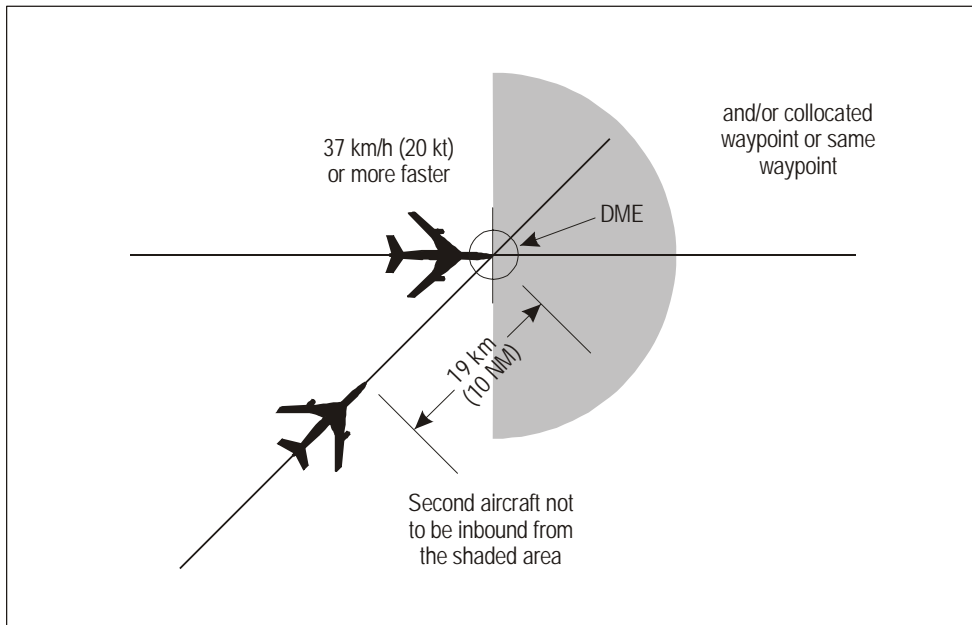 37 km/h (20 kt)
or more faster
and/or collocated
waypoint or same
waypoint
DME
19 km
(10 NM)
Second aircraft not
to be inbound from
the shaded area